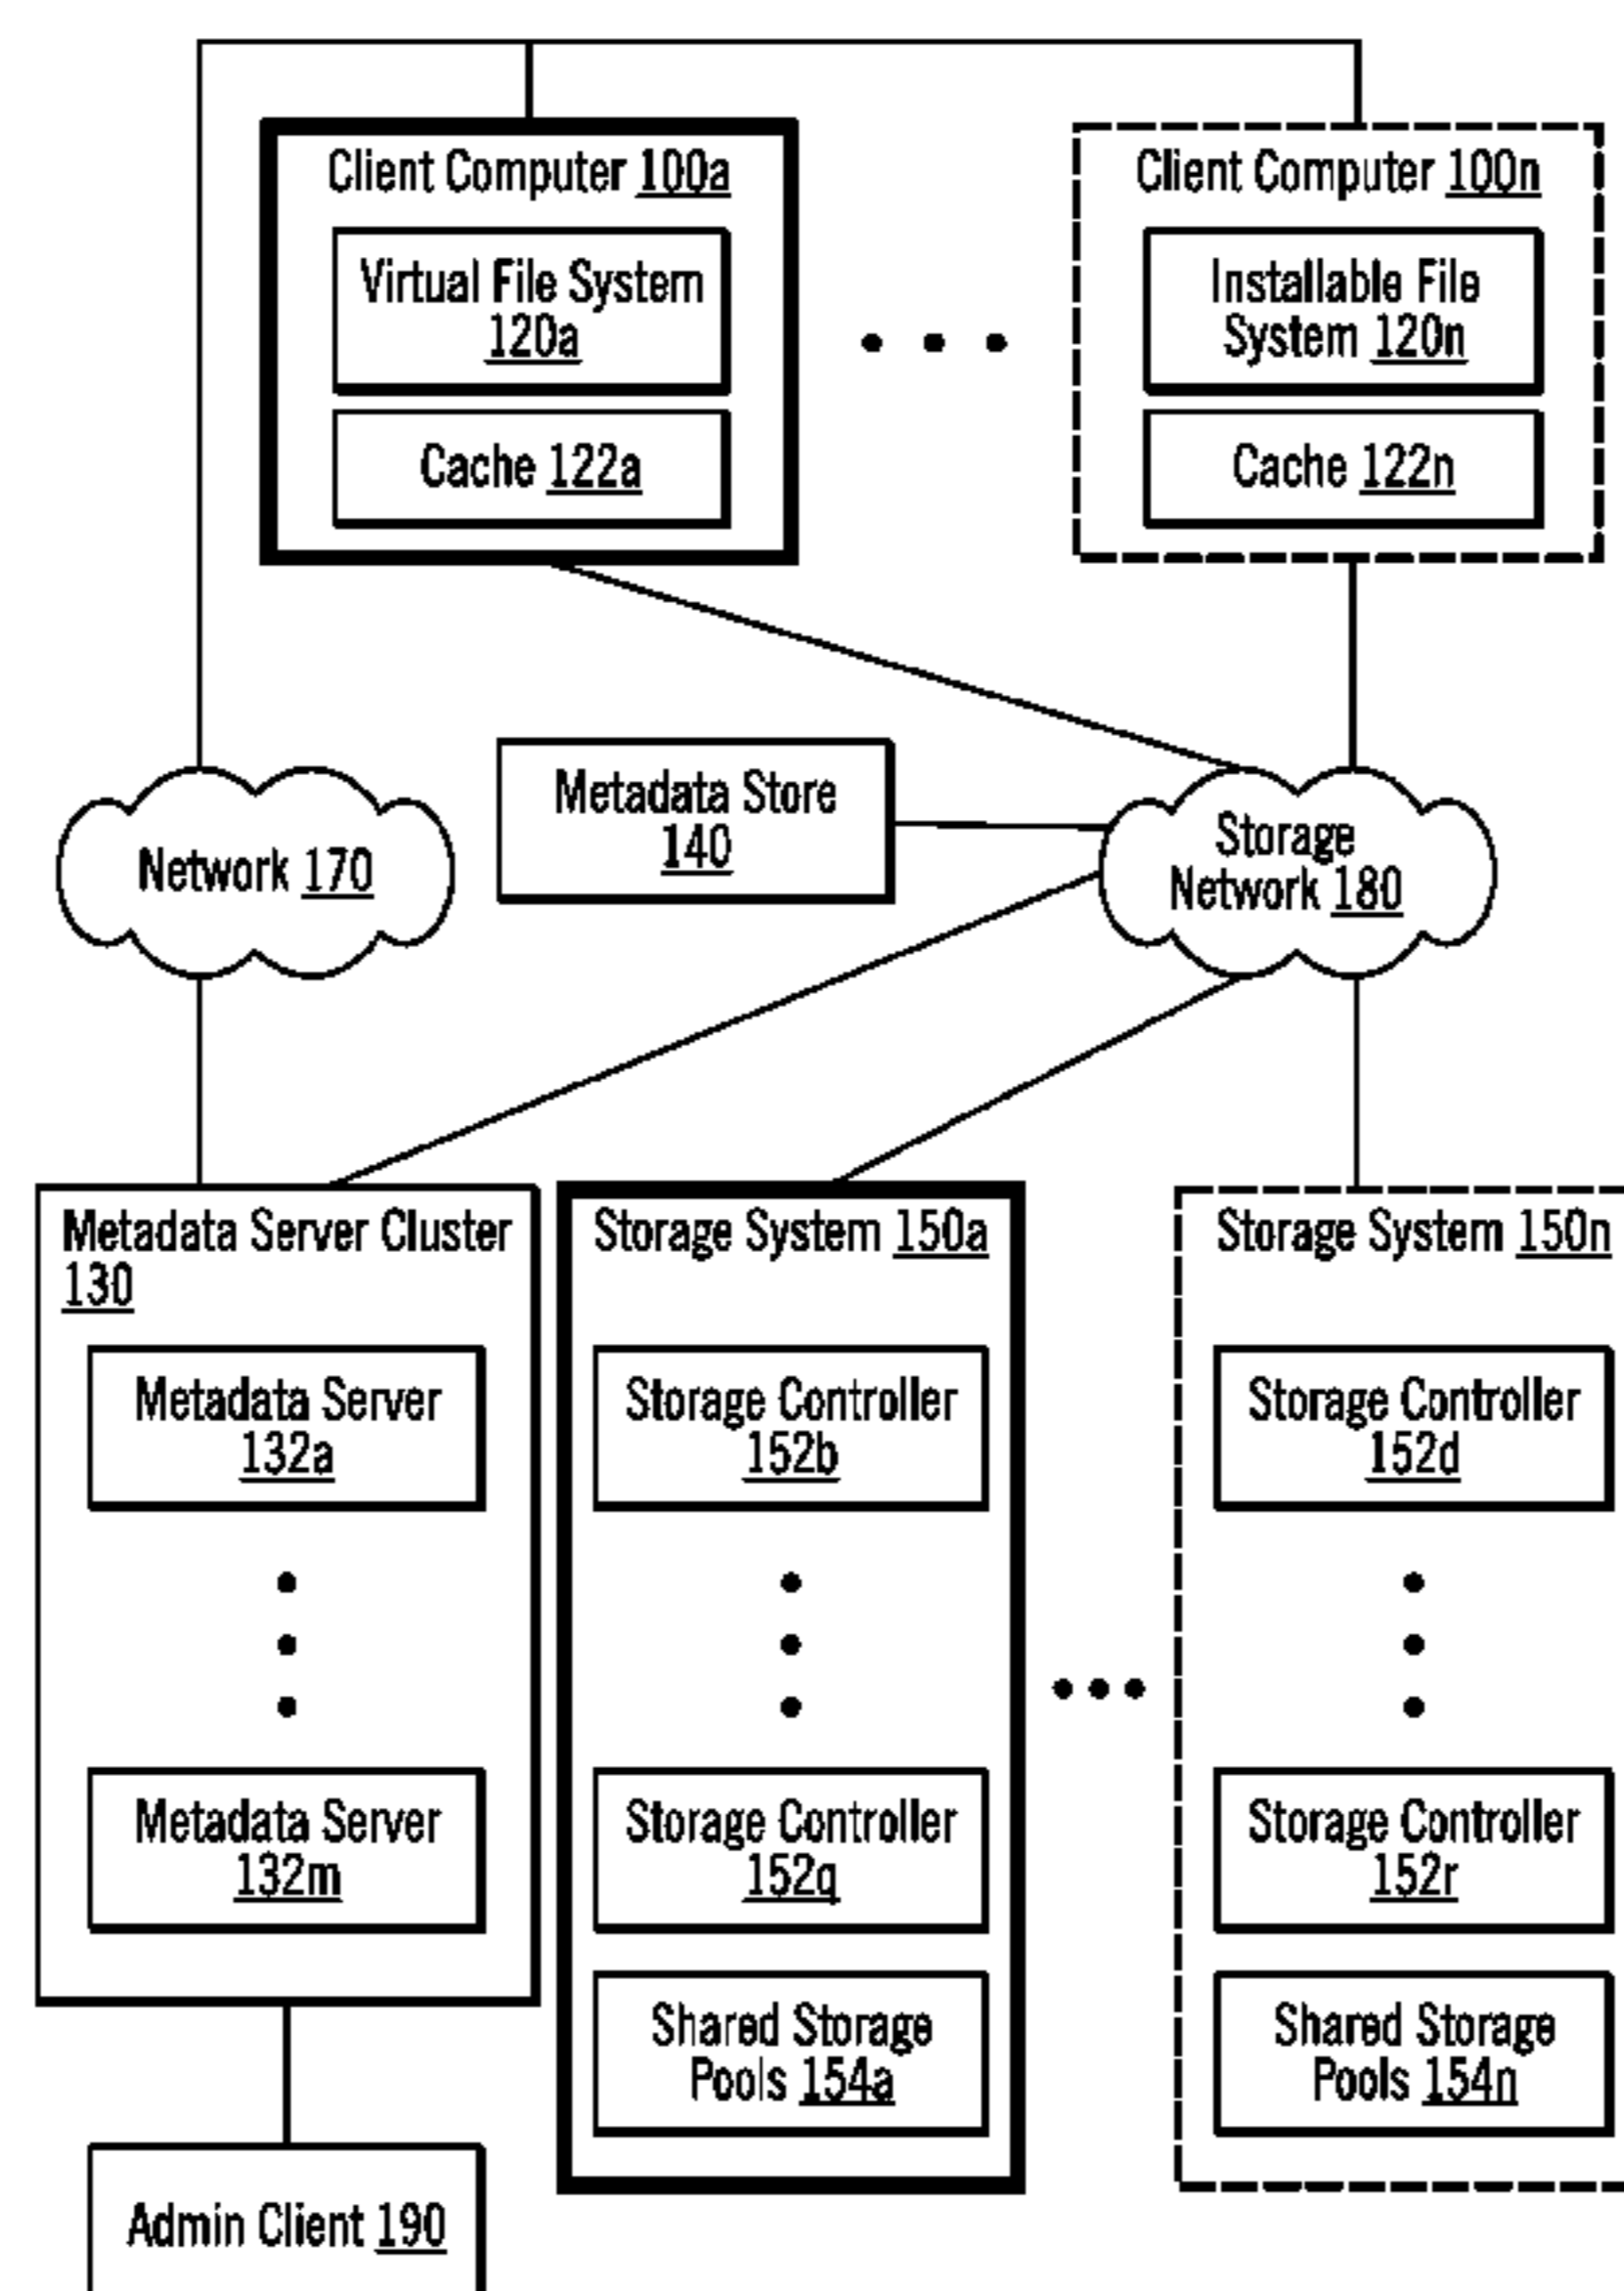 Client Computer 100a
Virtual File System
120a
Cache 122a
Client Computer 100n
Installable File
System 120n
Cache 122n
Network 170
Metadata Store
140
Storage
Network 180
Metadata Server Cluster
130
Metadata Server
132a
Metadata Server
132m
Storage System 150a
Storage Controller
152b
Storage Controller
152q
Shared Storage
Pools 154a
Storage System 150n
Storage Controller
152d
Storage Controller
152r
Shared Storage
Pools 154n
Admin Client 190